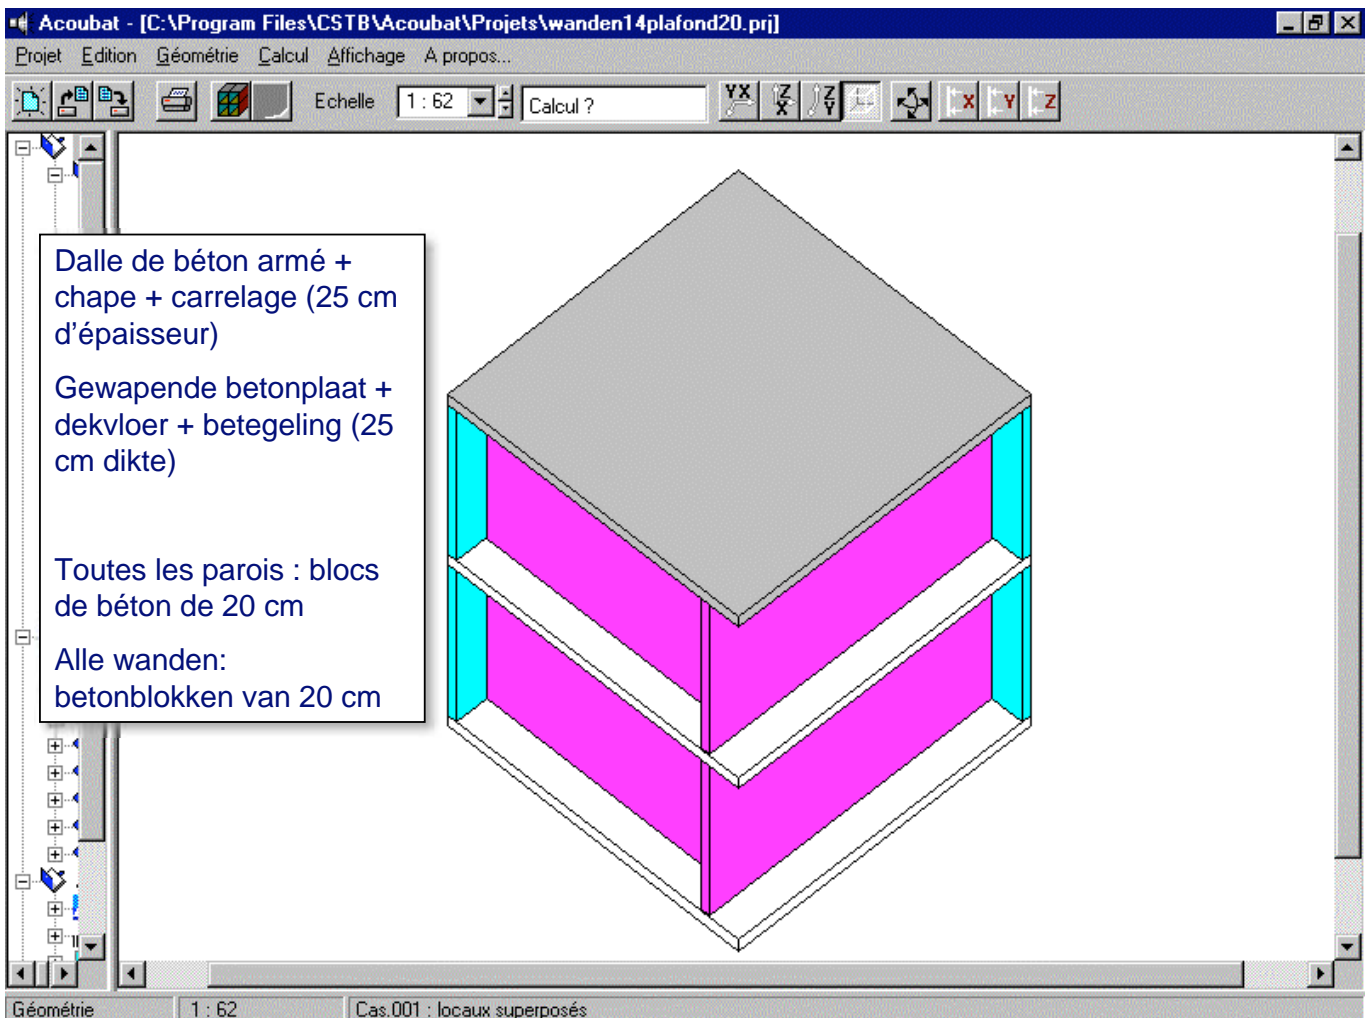 Acoubat - [C:\Program Files\CSTB\Acoubat\Projets\wanden14plafond20.prj]
Projet Edition Géométrie Calcul Affichage A propos...
Echelle 1 : 62 Calcul ? YX Z X Z Y X Y Z
Dalle de béton armé +
chape + carrelage (25 cm
d'épaisseur)
Gewapende betonplaat +
dekvloer + betegeling (25
cm dikte)
Toutes les parois : blocs
de béton de 20 cm
Alle wanden:
betonblokken van 20 cm
Géométrie 1 : 62 Cas.001 : locaux superposés